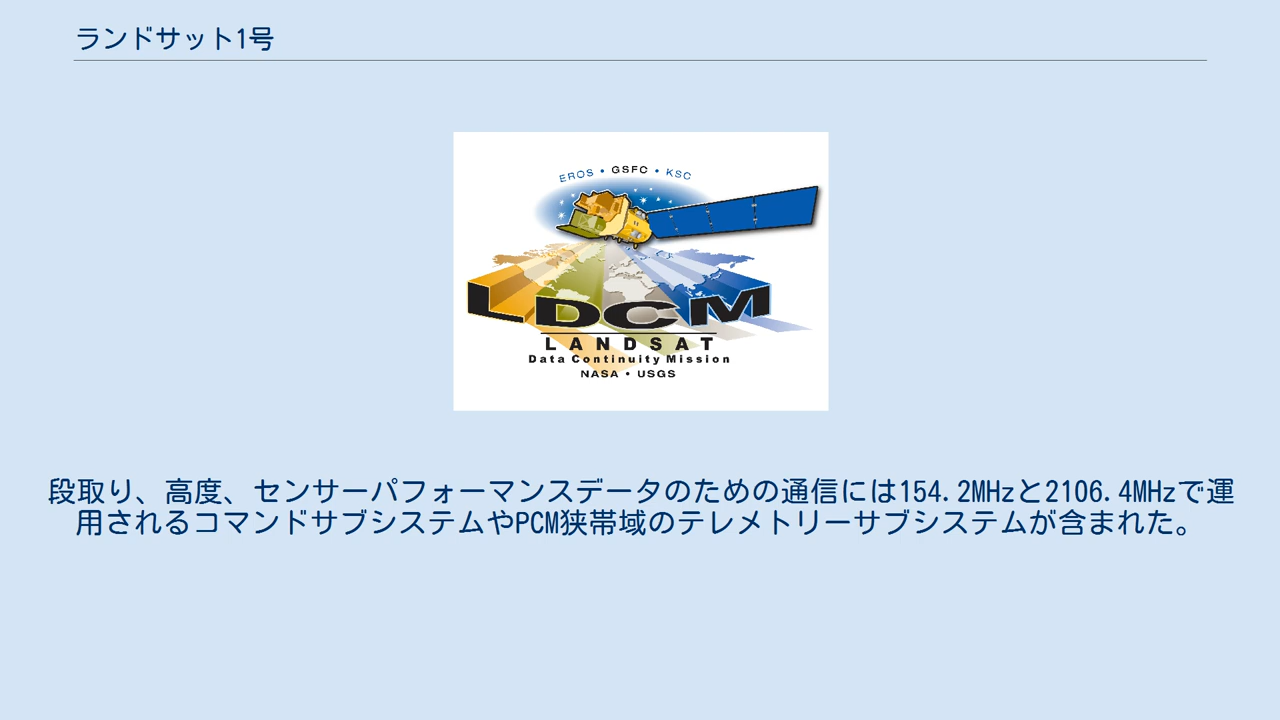 ランドサット1号
EROS • GSFC • KSC
LDCM
LANDSAT
Data Continuity Mission
NASA • USGS
段取り、高度、センサーパフォーマンスデータのための通信には154.2MHzと2106.4MHzで運
用されるコマンドサブシステムやPCM狭帯域のテレメトリーサブシステムが含まれた。